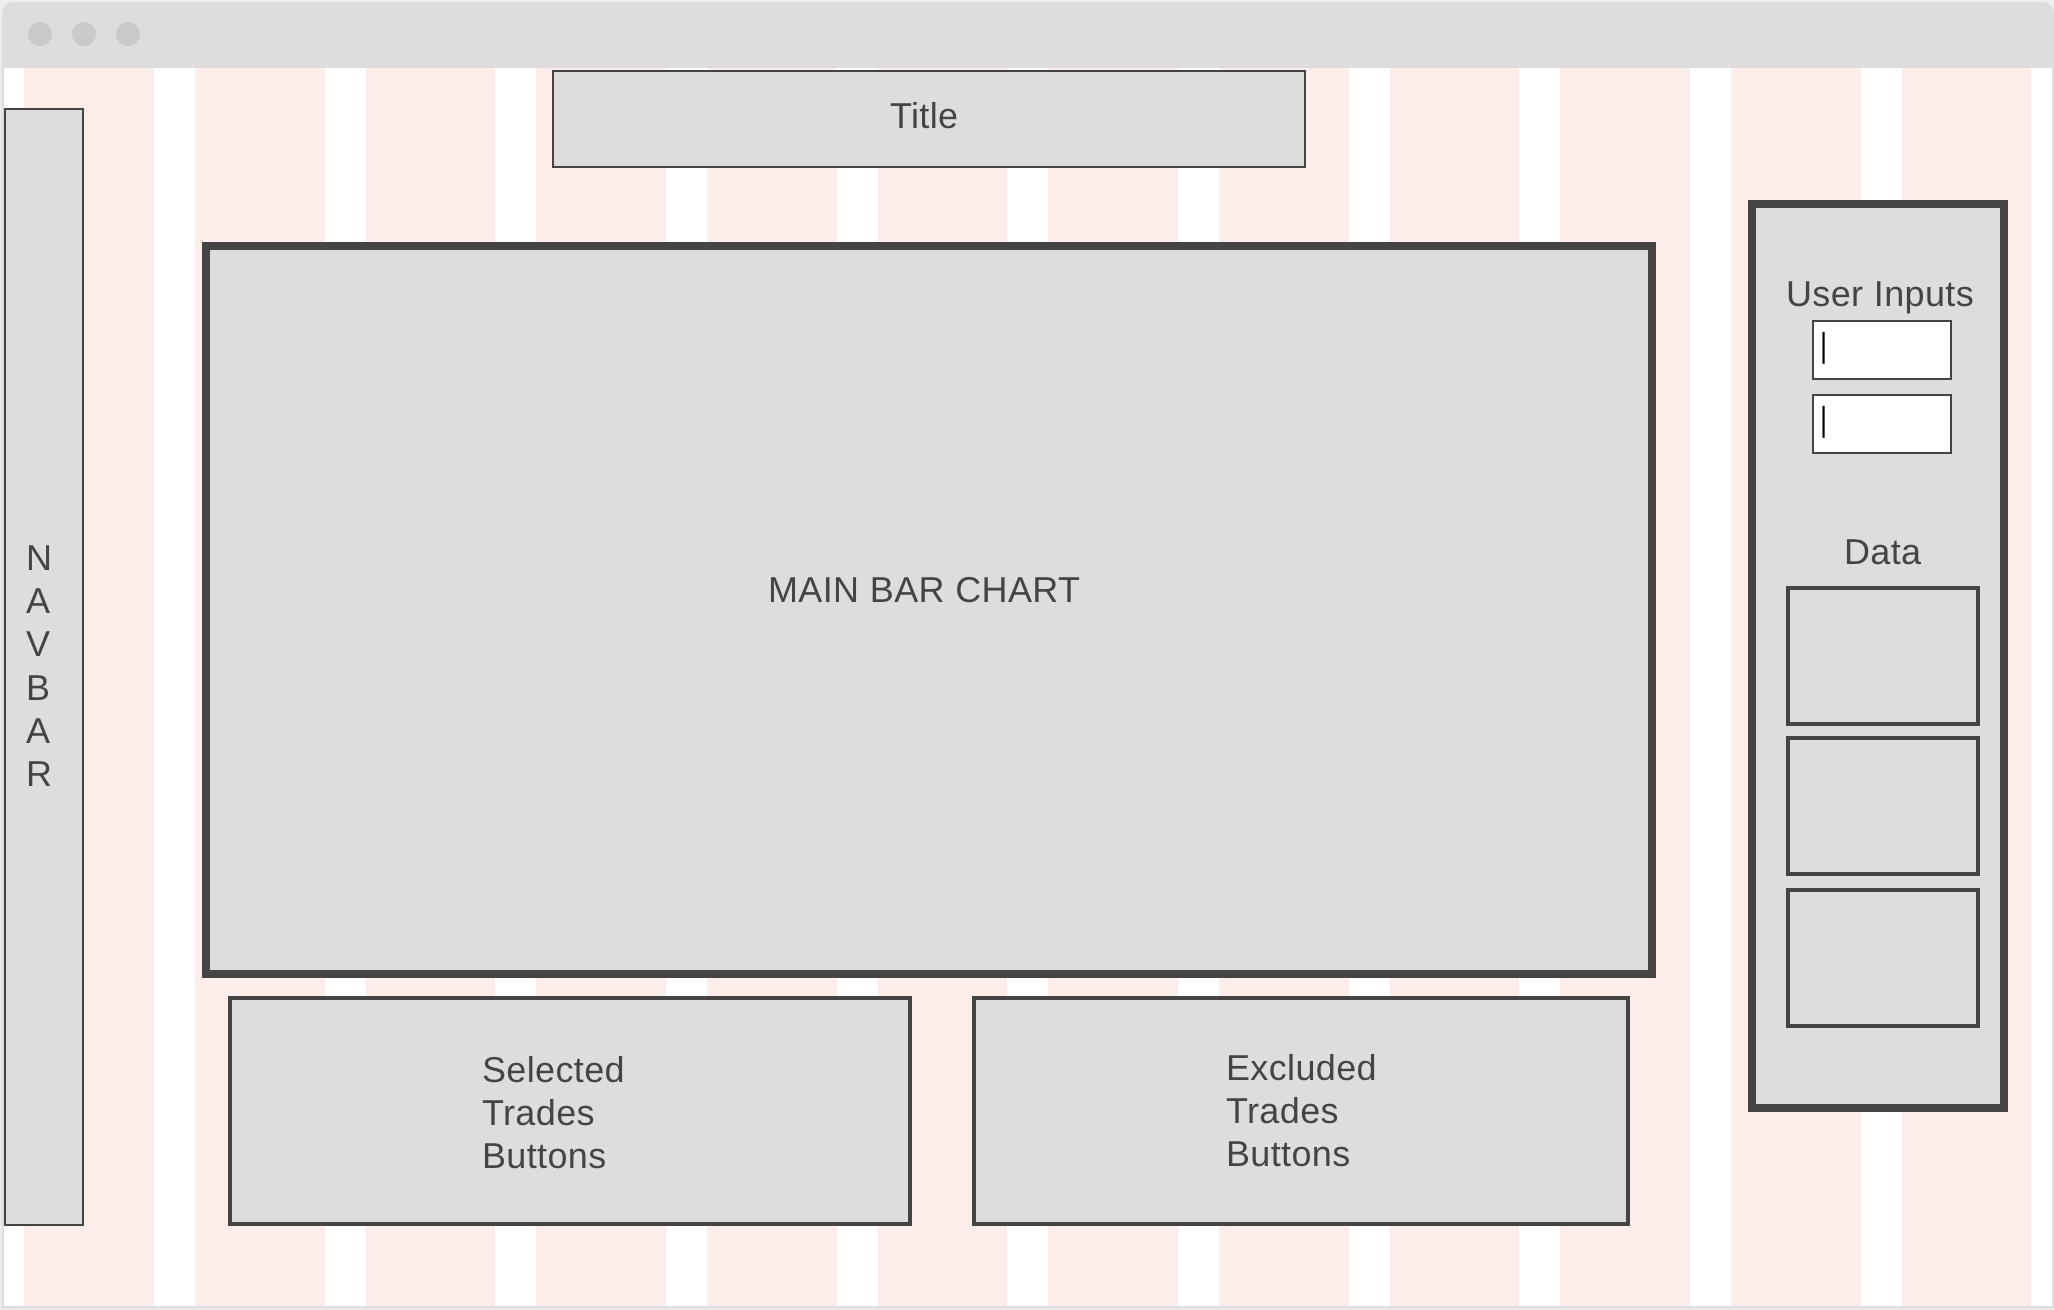 Title
N
A
V
B
A
R
MAIN BAR CHART
Selected
Trades
Buttons
Excluded
Trades
Buttons
User Inputs
Data